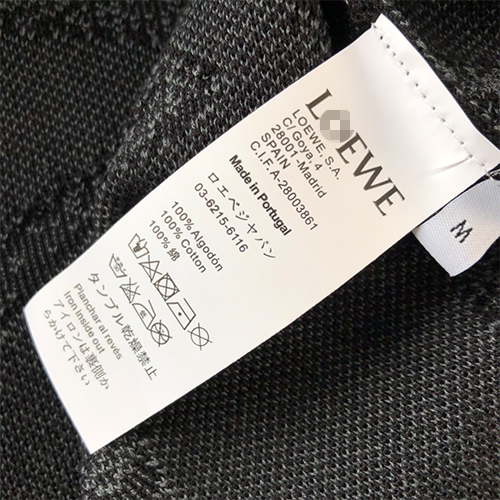 LOEWE
LOEWE, S.A.
C/ Goya, 4
28001 -Madrid
SPAIN
C.I.F A-28003861
Made in Portugal
ロエベジャパン
03-6215-6116
100% Algodón
100% Cotton
100% 綿
タンブル乾燥禁止
Planchar al revés
Iron inside out
アイロンは裏側か
らかけて下さい
M